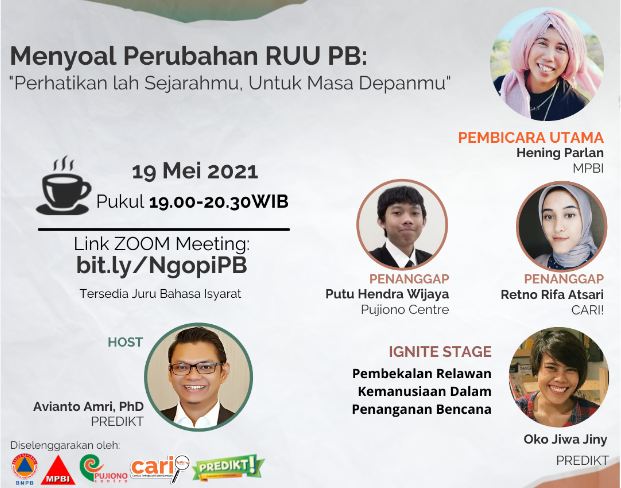 Menyoal Perubahan RUU PB:
"Perhatikan lah Sejarahmu, Untuk Masa Depanmu"
PEMBICARA UTAMA
Hening Parlan
MPBI
19 Mei 2021
Pukul 19.00-20.30WIB
Link ZOOM Meeting:
bit.ly/NgopiPB
Tersedia Juru Bahasa Isyarat
PENANGGAP
Putu Hendra Wijaya
Pujiono Centre
PENANGGAP
Retno Rifa Atsari
CARI!
HOST
Avianto Amri, PhD
PREDIKT
IGNITE STAGE
Pembekalan Relawan
Kemanusiaan Dalam
Penanganan Bencana
Oko Jiwa Jiny
PREDIKT
Diselenggarakan oleh:
BNPB
MPBI
PUJIONO
centre
cari
PREDIKT!